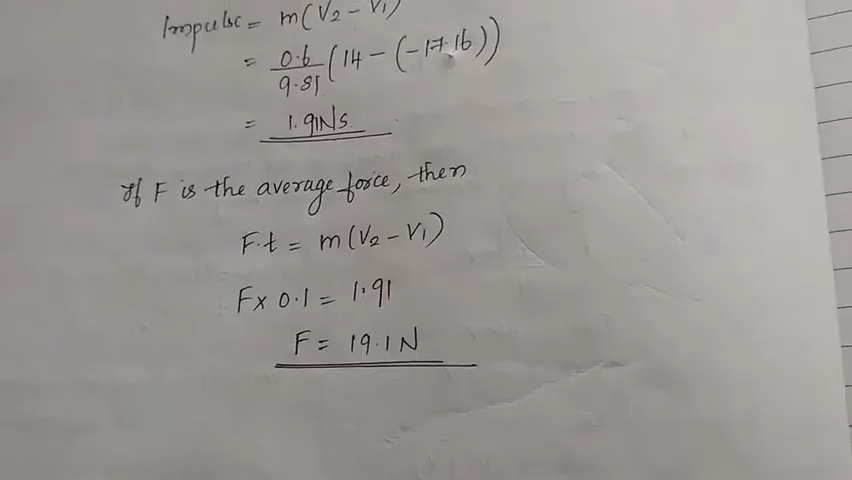 Impulse = m(V₂ - V₁)
= 0.6/9.81 (14 - (-17.16))
= 1.91Ns
If F is the average force, then
F.t = m(V₂ - V₁)
F x 0.1 = 1.91
F = 19.1 N